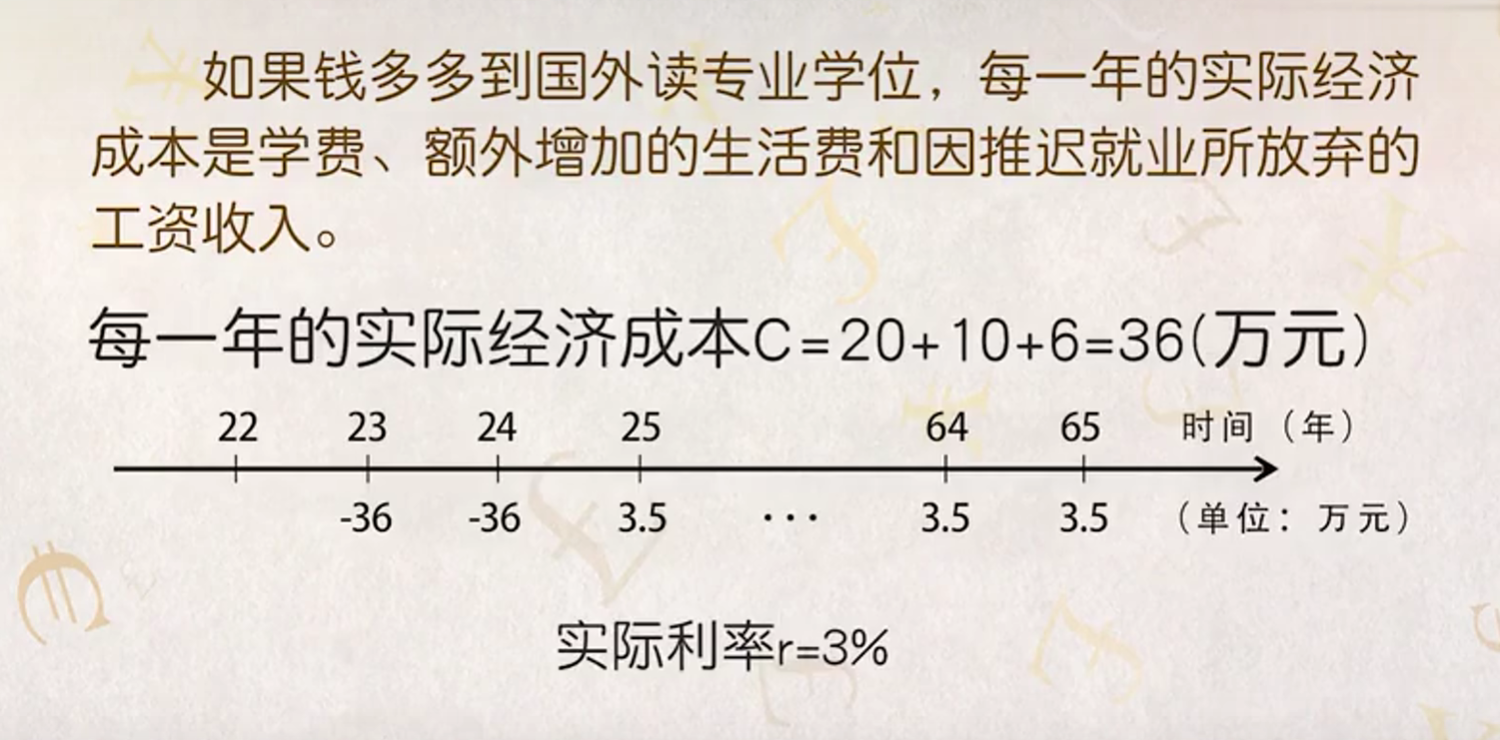 如果钱多多到国外读专业学位，每一年的实际经济
成本是学费、额外增加的生活费和因推迟就业所放弃的
工资收入。
每一年的实际经济成本C=20+10+6=36(万元)
22 23 24 25 64 65 时间（年）
-36 -36 3.5 ··· 3.5 3.5 （单位：万元）
实际利率r=3%